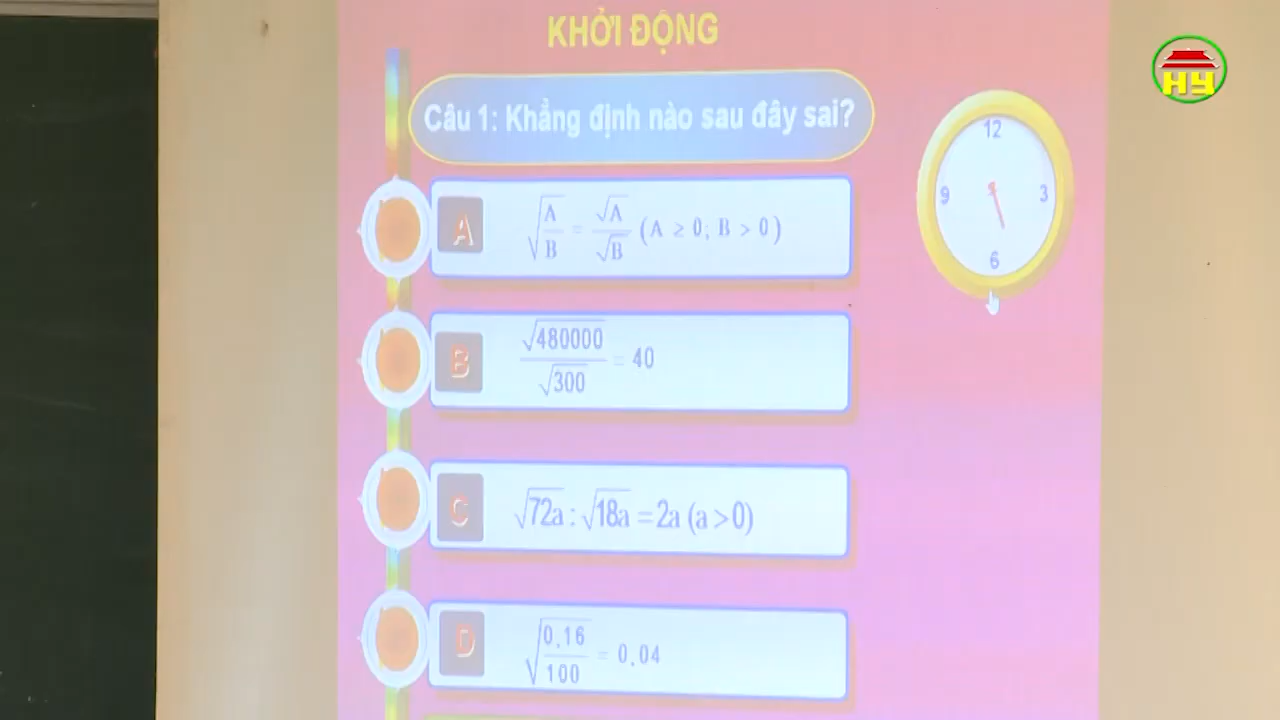 KHỞI ĐỘNG
HY
Câu 1: Khẳng định nào sau đây sai?
12
9 3
6
A √(A/B) = √A/√B (A ≥ 0; B > 0)
B √480000/√300 = 40
C √72a : √18a = 2a (a > 0)
D √(0,16/100) = 0,04